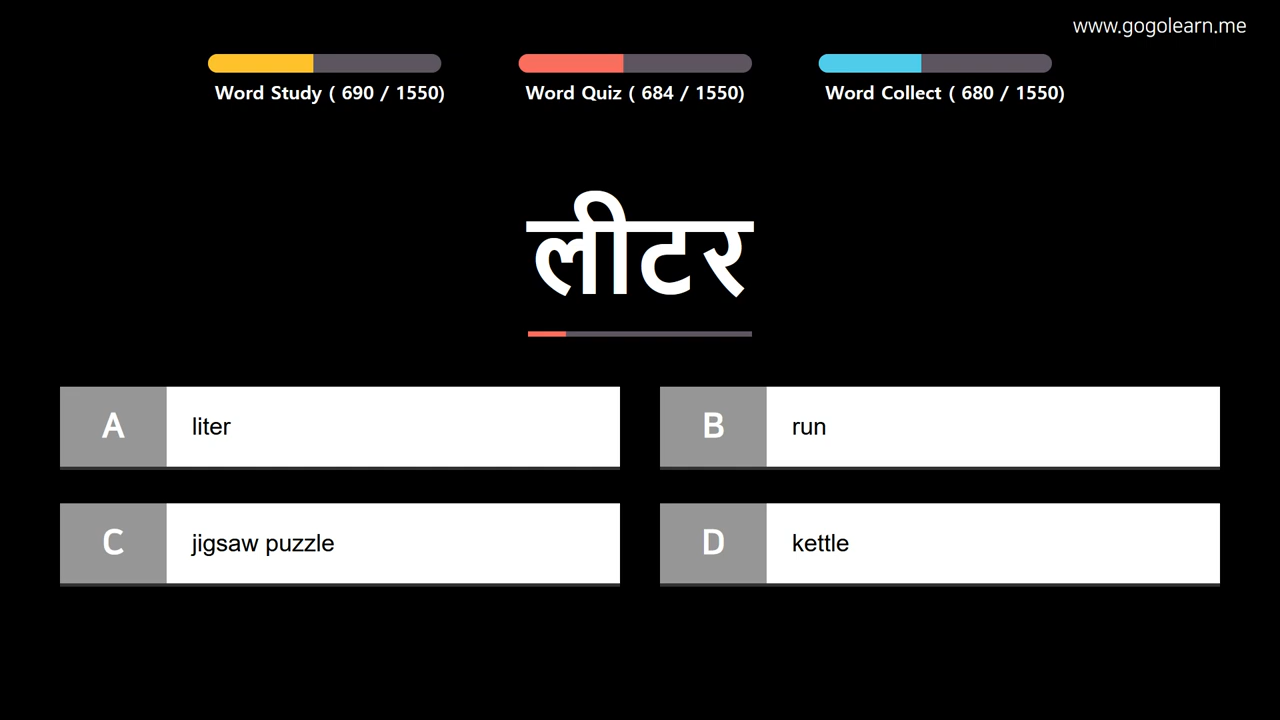 www.gogolearn.me
Word Study ( 690 / 1550)
Word Quiz ( 684 / 1550)
Word Collect ( 680 / 1550)
लीटर
A liter
B run
C jigsaw puzzle
D kettle